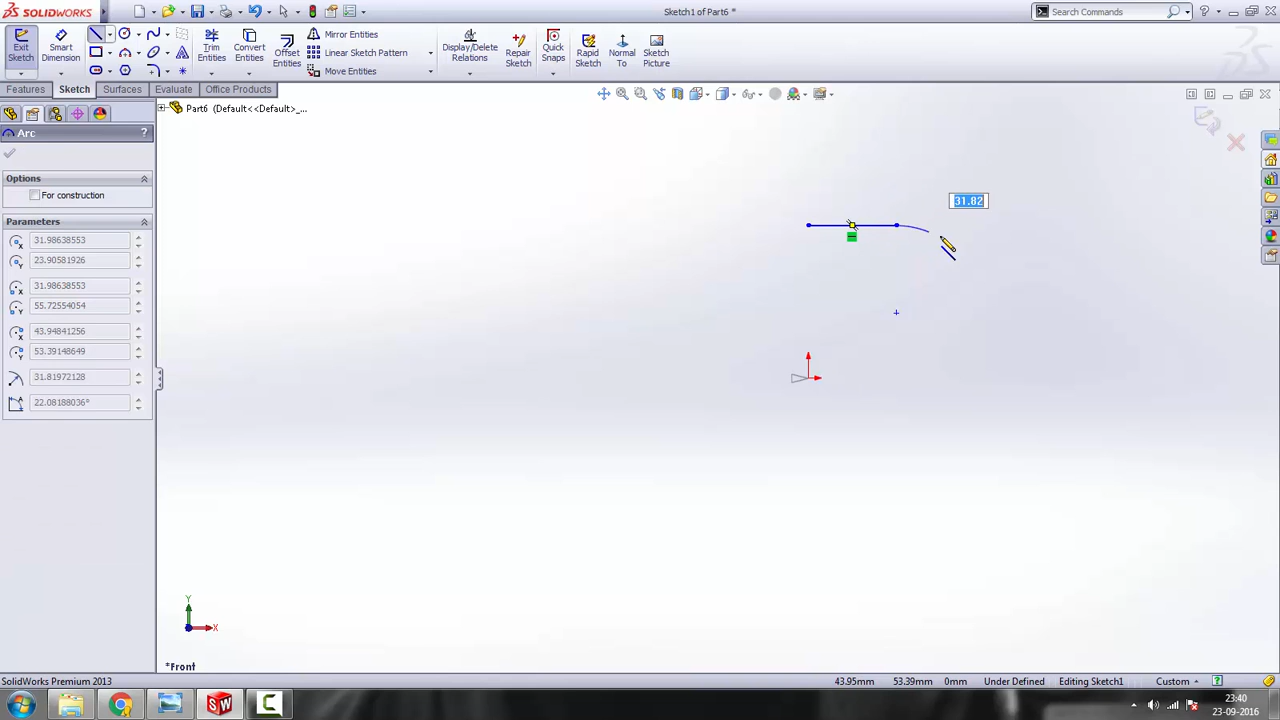 SOLIDWORKS
Sketch1 of Part6 *
Search Commands
Exit Sketch
Smart Dimension
Trim Entities
Convert Entities
Offset Entities
Mirror Entities
Linear Sketch Pattern
Move Entities
Display/Delete Relations
Repair Sketch
Quick Snaps
Rapid Sketch
Normal To
Sketch Picture
Features
Sketch
Surfaces
Evaluate
Office Products
Part6 (Default<<Default>_...
Arc
?
Options
For construction
Parameters
31.98638553
23.90581926
31.98638553
55.72554054
43.94841256
53.39148649
31.81972128
22.08188036°
31.82
Y
X
*Front
SolidWorks Premium 2013
43.95mm
53.39mm
0mm
Under Defined
Editing Sketch1
Custom
23:40
23-09-2016